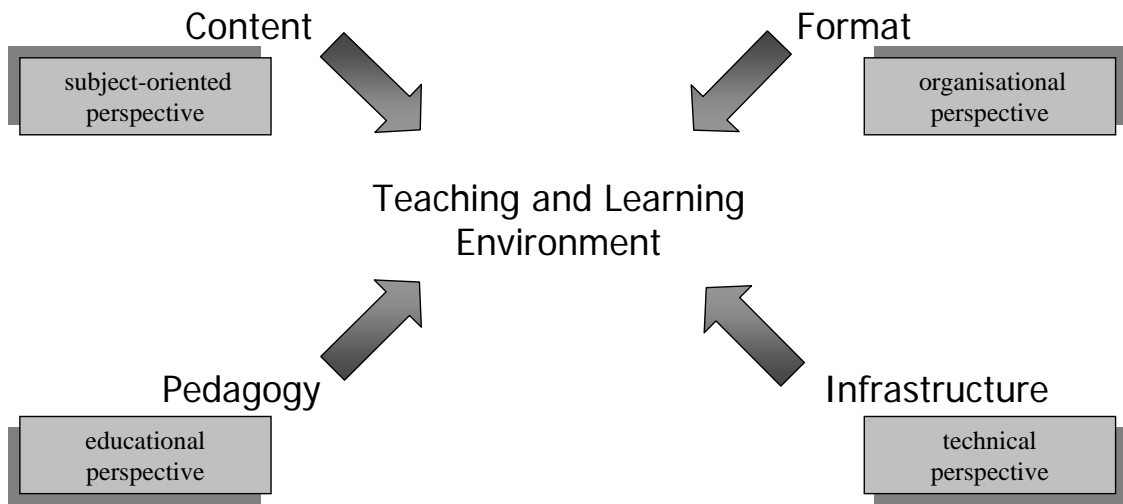 Content
subject-oriented
perspective
Format
organisational
perspective
Teaching and Learning
Environment
Pedagogy
educational
perspective
Infrastructure
technical
perspective